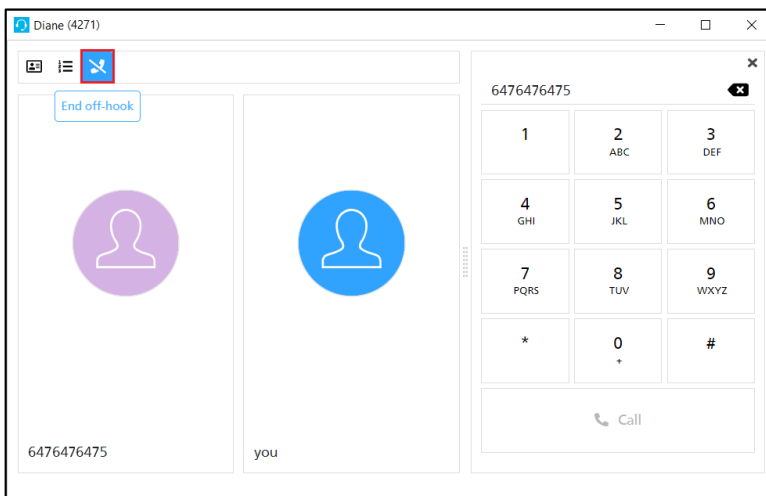 Diane (4271)
End off-hook
6476476475
you
6476476475
1
2
ABC
3
DEF
4
GHI
5
JKL
6
MNO
7
PQRS
8
TUV
9
WXYZ
*
0
+
#
Call